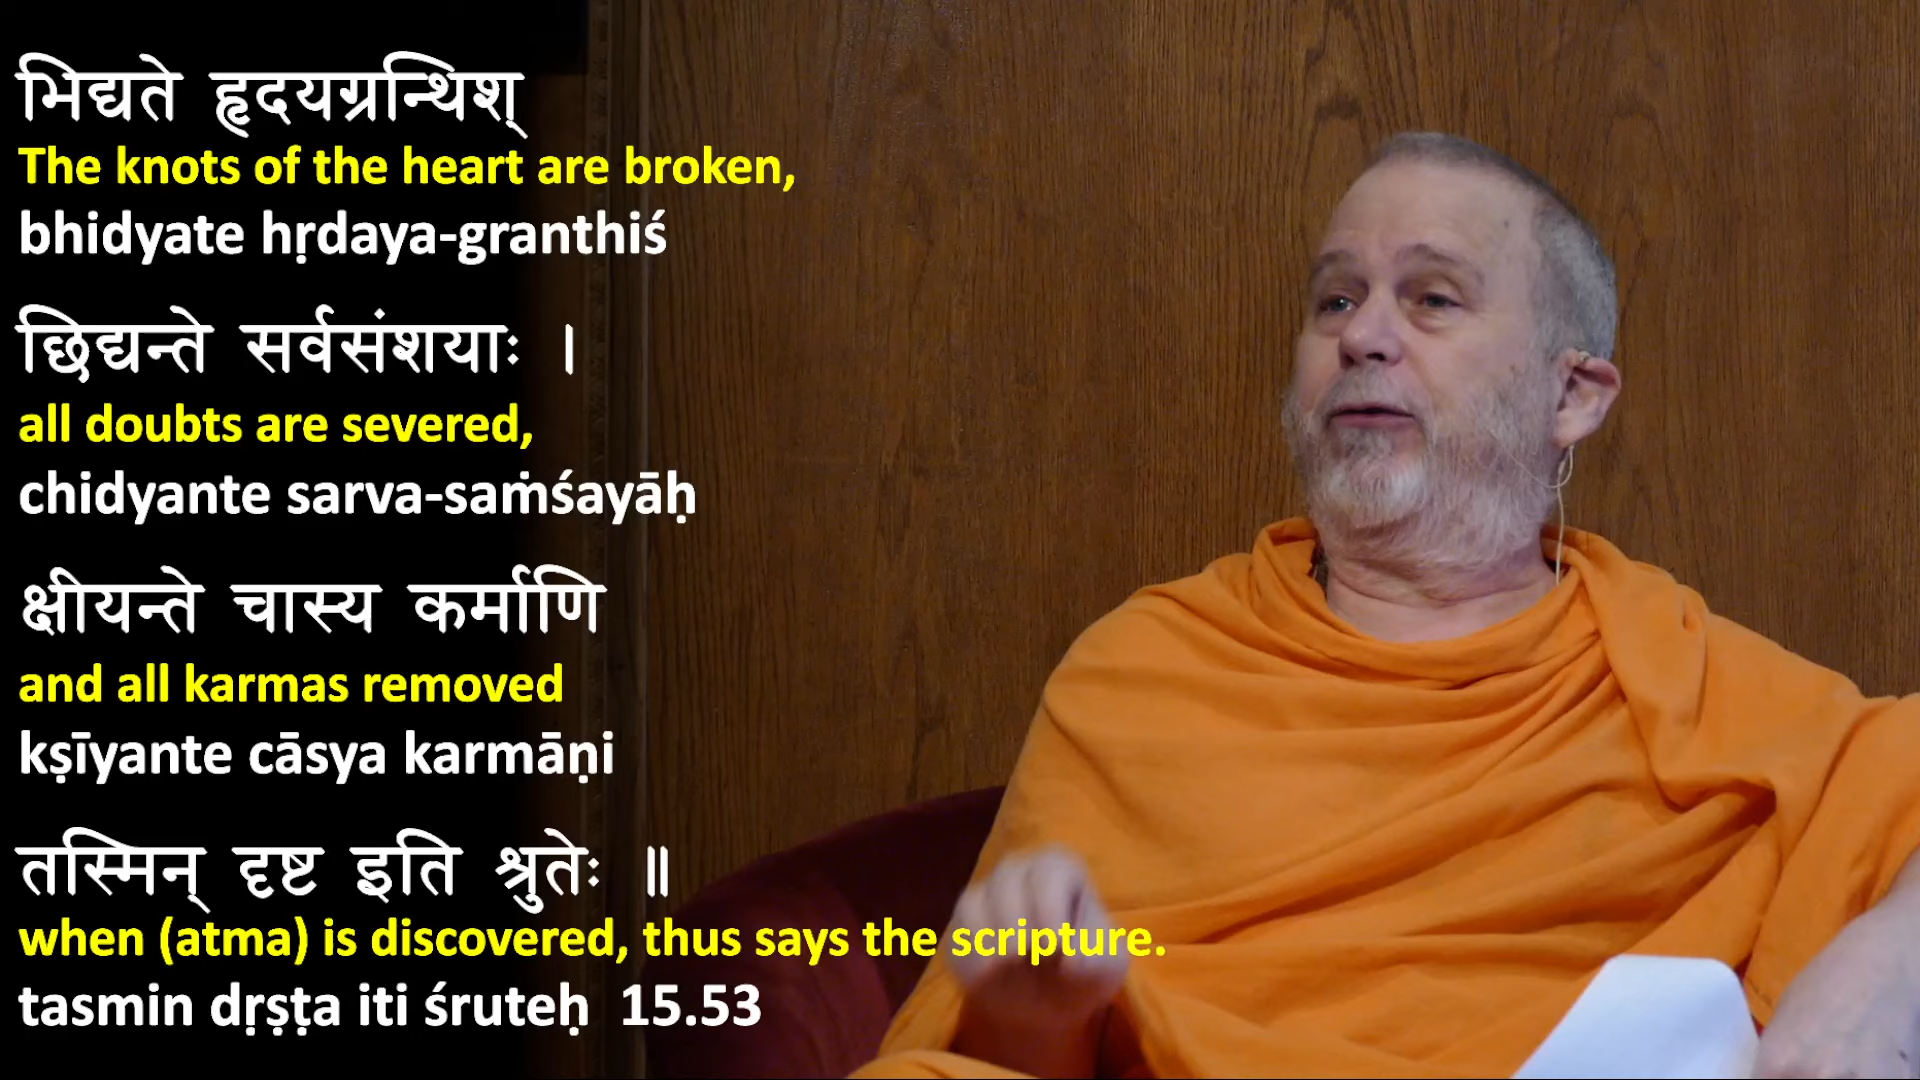 भिद्यते हृदयग्रन्थिश्
The knots of the heart are broken,
bhidyate hṛdaya-granthiś
छिद्यन्ते सर्वसंशयाः ।
all doubts are severed,
chidyante sarva-saṁśayāḥ
क्षीयन्ते चास्य कर्माणि
and all karmas removed
kṣīyante cāsya karmāṇi
तस्मिन् दृष्ट इति श्रुतेः ॥
when (atma) is discovered, thus says the scripture.
tasmin dṛṣṭa iti śruteḥ 15.53